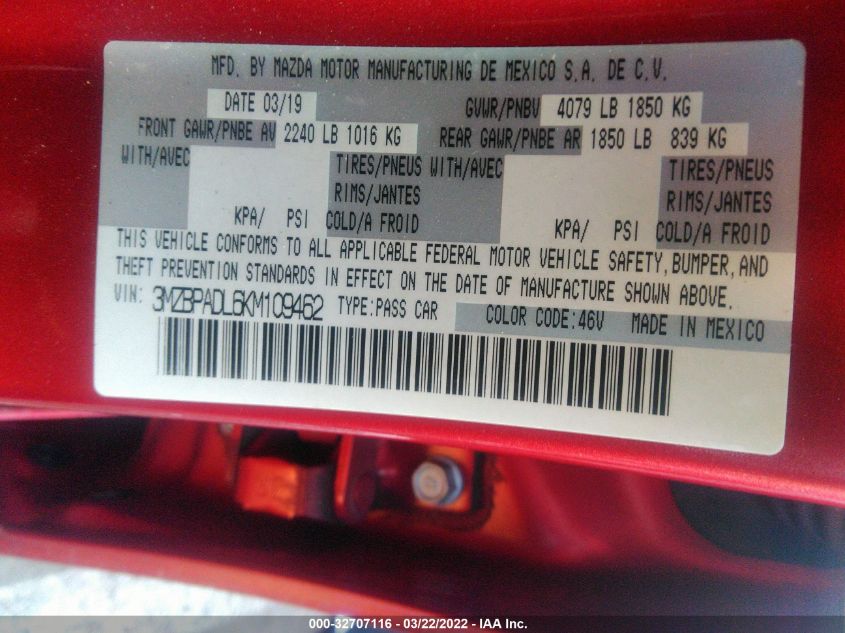 MFD. BY MAZDA MOTOR MANUFACTURING DE MEXICO S.A. DE C.V.
DATE 03/19 GVWR/PNBV 4079 LB 1850 KG
FRONT GAWR/PNBE AV 2240 LB 1016 KG REAR GAWR/PNBE AR 1850 LB 839 KG
WITH/AVEC TIRES/PNEUS WITH/AVEC TIRES/PNEUS
RIMS/JANTES RIMS/JANTES
KPA/ PSI COLD/A FROID KPA/ PSI COLD/A FROID
THIS VEHICLE CONFORMS TO ALL APPLICABLE FEDERAL MOTOR VEHICLE SAFETY, BUMPER, AND
THEFT PREVENTION STANDARDS IN EFFECT ON THE DATE OF MANUFACTURE SHOWN ABOVE.
VIN: 3MZBPADL6KM109462 TYPE:PASS CAR COLOR CODE:46V MADE IN MEXICO
000-32707116 - 03/22/2022 - IAA Inc.